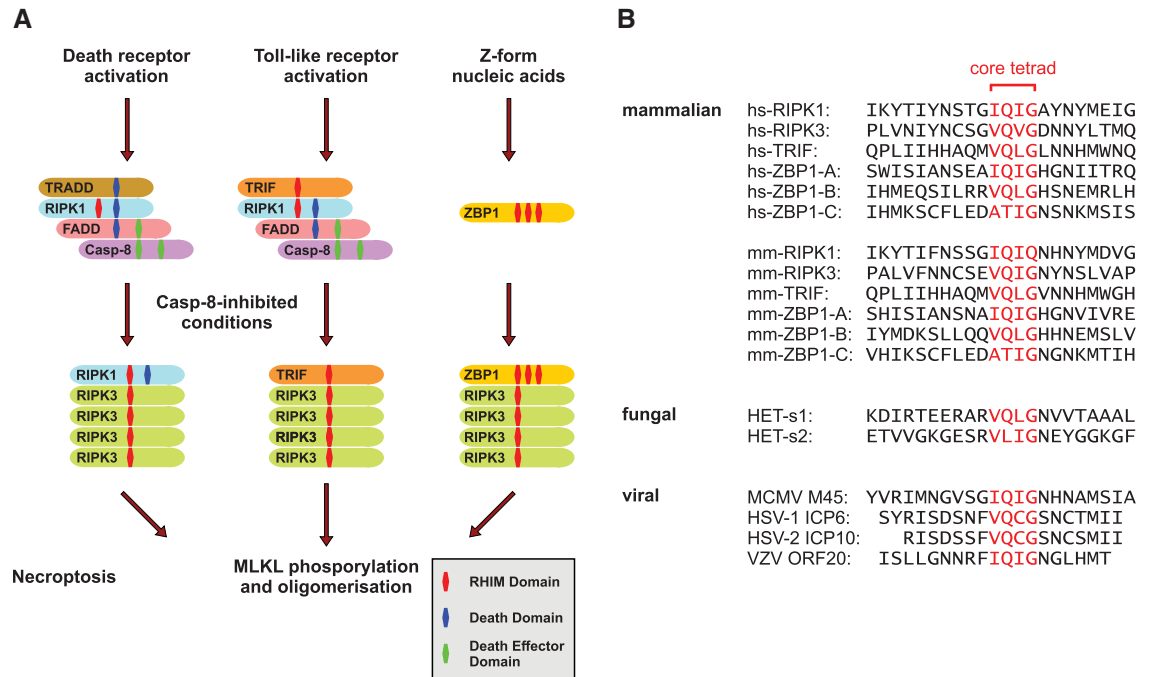 A
Death receptor
activation
Toll-like receptor
activation
Z-form
nucleic acids
TRADD
RIPK1
FADD
Casp-8
TRIF
RIPK1
FADD
Casp-8
ZBP1
Casp-8-inhibited
conditions
RIPK1
RIPK3
RIPK3
RIPK3
RIPK3
TRIF
RIPK3
RIPK3
RIPK3
RIPK3
ZBP1
RIPK3
RIPK3
RIPK3
RIPK3
Necroptosis
MLKL phosporylation
and oligomerisation
RHIM Domain
Death Domain
Death Effector
Domain
B
core tetrad
mammalian
hs-RIPK1: IKYTIYNSTGIQIGAYNYMEIG
hs-RIPK3: PLVNIYNCSGVQVGDNNYLTMQ
hs-TRIF: QPLIIHHAQMVQLGLNNHMWNQ
hs-ZBP1-A: SWISIANSEAIQIGHGNIITRQ
hs-ZBP1-B: IHMEQSILRRVQLGHSNEMRLH
hs-ZBP1-C: IHMKSCFLEDATIGNSNKMSIS
mm-RIPK1: IKYTIFNSSGIQIQNHNYMDVG
mm-RIPK3: PALVFNNCSEVQIGNYNSLVAP
mm-TRIF: QPLIIHHAQMVQLGVNNHMWGH
mm-ZBP1-A: SHISIANSNAIQIGHGNVIVRE
mm-ZBP1-B: IYMDKSLLQQVQLGHHNEMSLV
mm-ZBP1-C: VHIKSCFLEDATIGNGNKMTIH
fungal
HET-s1: KDIRTEERARVQLGNVVTAAAL
HET-s2: ETVVGKGESRVLIGNEYGGKGF
viral
MCMV M45: YVRIMNGVSGIQIGNHNAMSIA
HSV-1 ICP6: SYRISDSNFVQCGSNCTMII
HSV-2 ICP10: RISDSSFVQCGSNCSMII
VZV ORF20: ISLLGNNRFIQIGNGLHMT